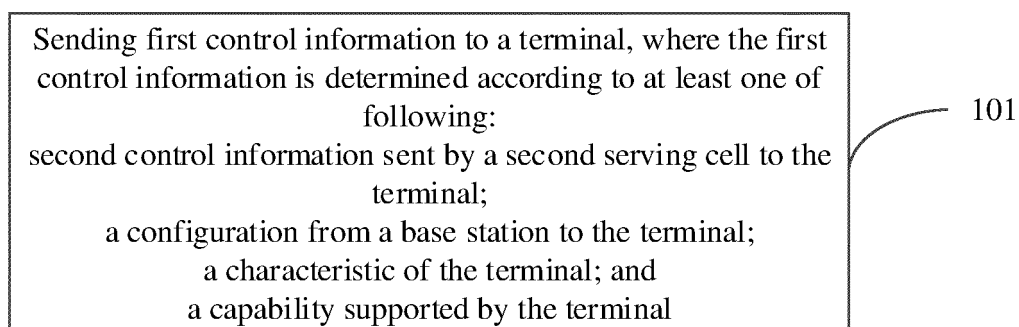 Sending first control information to a terminal, where the first
control information is determined according to at least one of
following:
second control information sent by a second serving cell to the
terminal;
a configuration from a base station to the terminal;
a characteristic of the terminal; and
a capability supported by the terminal
101